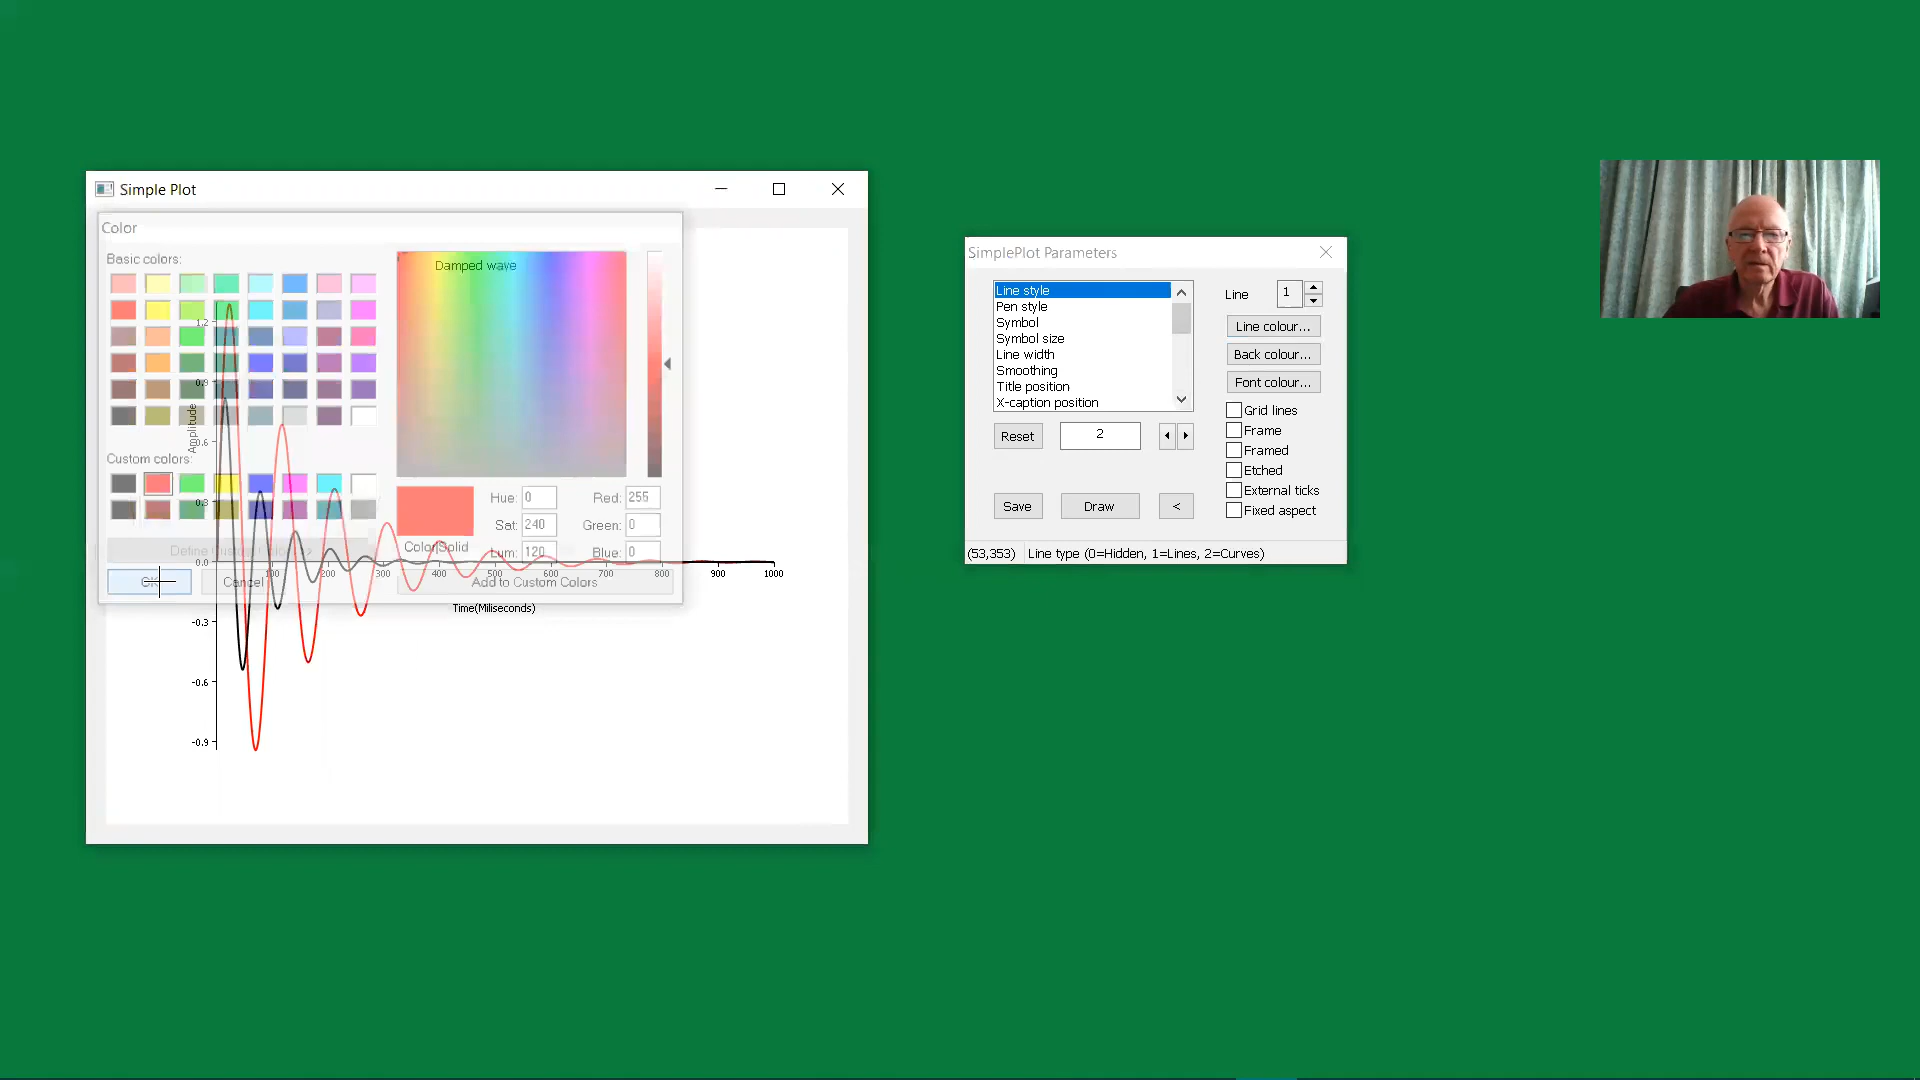 Simple Plot
Color
Basic colors:
Damped wave
1.2
0.9
Amplitude
0.6
Custom colors:
0.3
Hue: 0 Red: 255
Sat: 240 Green: 0
Color|Solid Lum: 120 Blue: 0
0.0
100 200 300 400 500 600 700 800 900 1000
OK Cancel Add to Custom Colors
Time(Miliseconds)
-0.3
-0.6
-0.9
SimplePlot Parameters
Line style
Pen style
Symbol
Symbol size
Line width
Smoothing
Title position
X-caption position
Line 1
Line colour...
Back colour...
Font colour...
Grid lines
Frame
Framed
Etched
External ticks
Fixed aspect
Reset 2
Save Draw <
(53,353) Line type (0=Hidden, 1=Lines, 2=Curves)